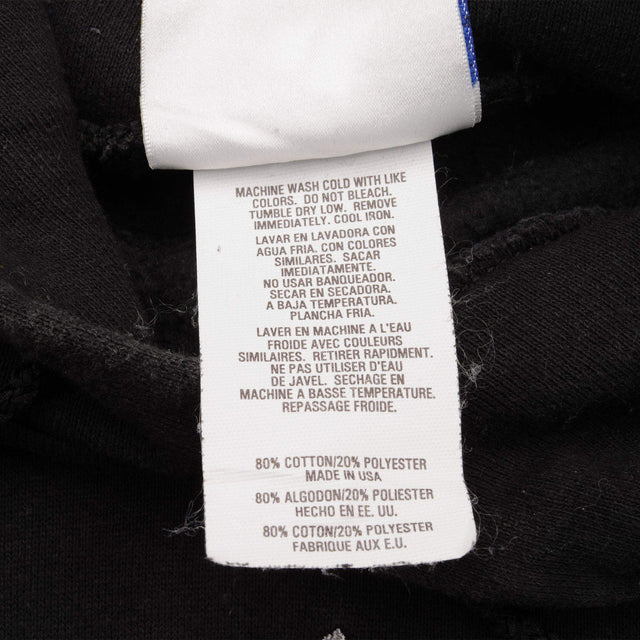 MACHINE WASH COLD WITH LIKE
COLORS. DO NOT BLEACH.
TUMBLE DRY LOW. REMOVE
IMMEDIATELY. COOL IRON.
LAVAR EN LAVADORA CON
AGUA FRIA. CON COLORES
SIMILARES. SACAR
IMEDIATAMENTE.
NO USAR BANQUEADOR.
SECAR EN SECADORA.
A BAJA TEMPERATURA.
PLANCHA FRIA.
LAVER EN MACHINE A L'EAU
FROIDE AVEC COULEURS
SIMILAIRES. RETIRER RAPIDMENT.
NE PAS UTILISER D'EAU
DE JAVEL. SECHAGE EN
MACHINE A BASSE TEMPERATURE.
REPASSAGE FROIDE.
80% COTTON/20% POLYESTER
MADE IN USA
80% ALGODON/20% POLIESTER
HECHO EN EE. UU.
80% COTON/20% POLYESTER
FABRIQUE AUX E.U.